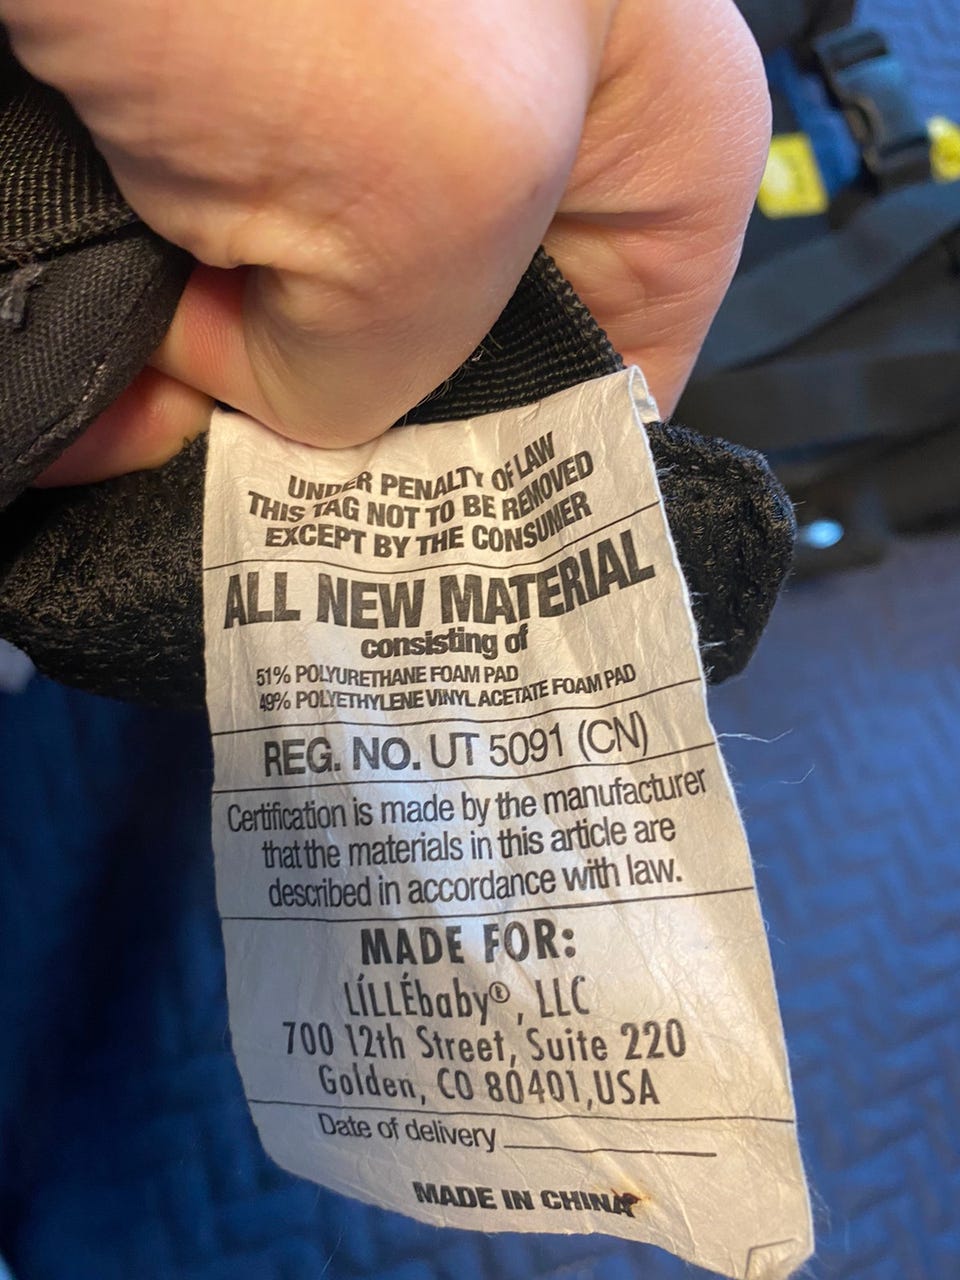 UNDER PENALTY OF LAW
THIS TAG NOT TO BE REMOVED
EXCEPT BY THE CONSUMER
ALL NEW MATERIAL
consisting of
51% POLYURETHANE FOAM PAD
49% POLYETHYLENE VINYL ACETATE FOAM PAD
REG. NO. UT 5091 (CN)
Certification is made by the manufacturer
that the materials in this article are
described in accordance with law.
MADE FOR:
LÍLLÉbaby®, LLC
700 12th Street, Suite 220
Golden, CO 80401,USA
Date of delivery
MADE IN CHINA